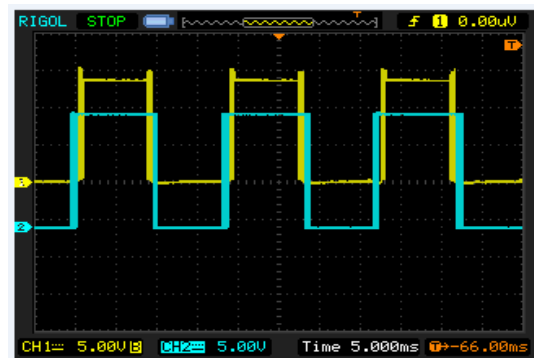 RIGOL STOP T f 1 0.00uV
T
1
2
CH1 5.00V B CH2 5.00V Time 5.000ms T→-66.00ms